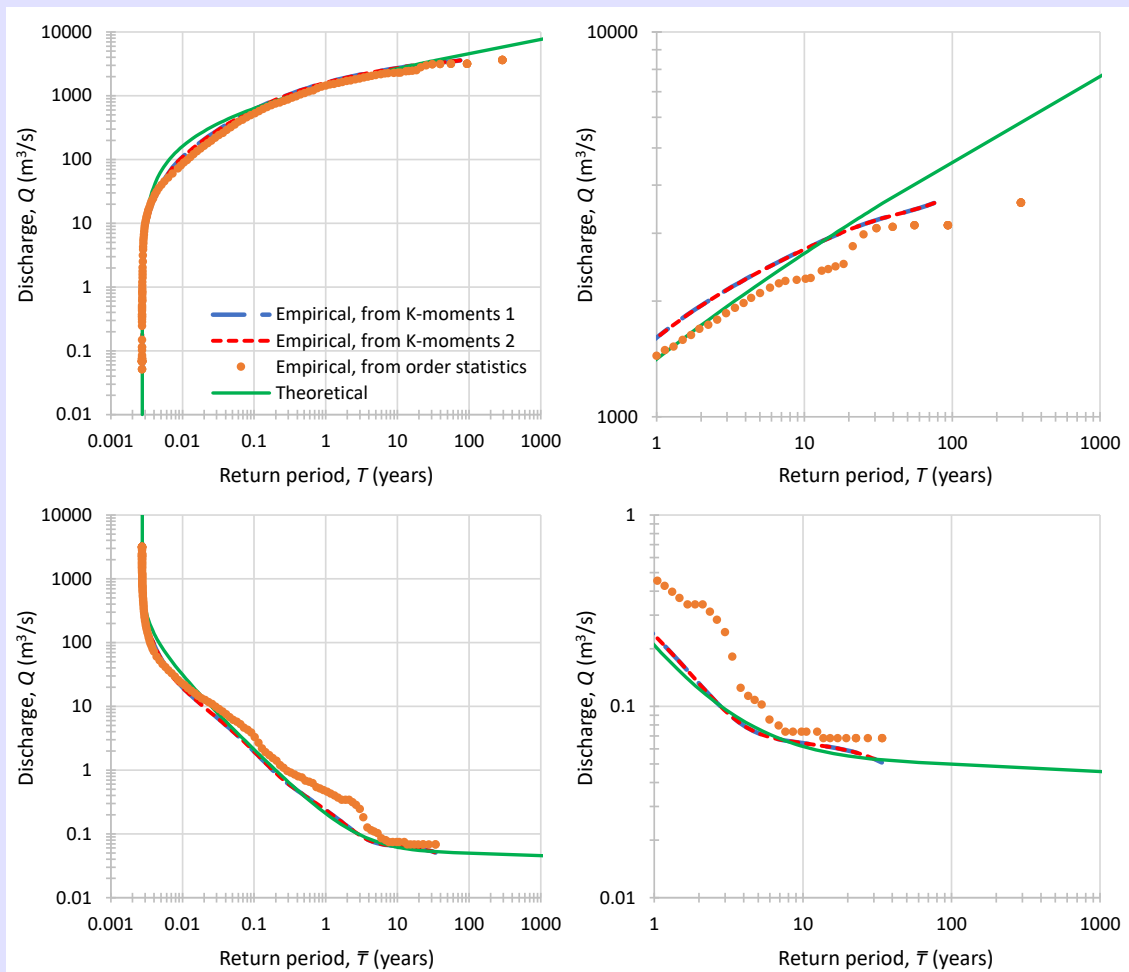 10000
1000
100
10
1
0.1
0.01
Discharge, Q (m³/s)
Empirical, from K-moments 1
Empirical, from K-moments 2
Empirical, from order statistics
Theoretical
0.001 0.01 0.1 1 10 100 1000
Return period, T (years)
10000
1000
Discharge, Q (m³/s)
1 10 100 1000
Return period, T (years)
10000
1000
100
10
1
0.1
0.01
Discharge, Q (m³/s)
0.001 0.01 0.1 1 10 100 1000
Return period, T̅ (years)
1
0.1
0.01
Discharge, Q (m³/s)
1 10 100 1000
Return period, T̅ (years)